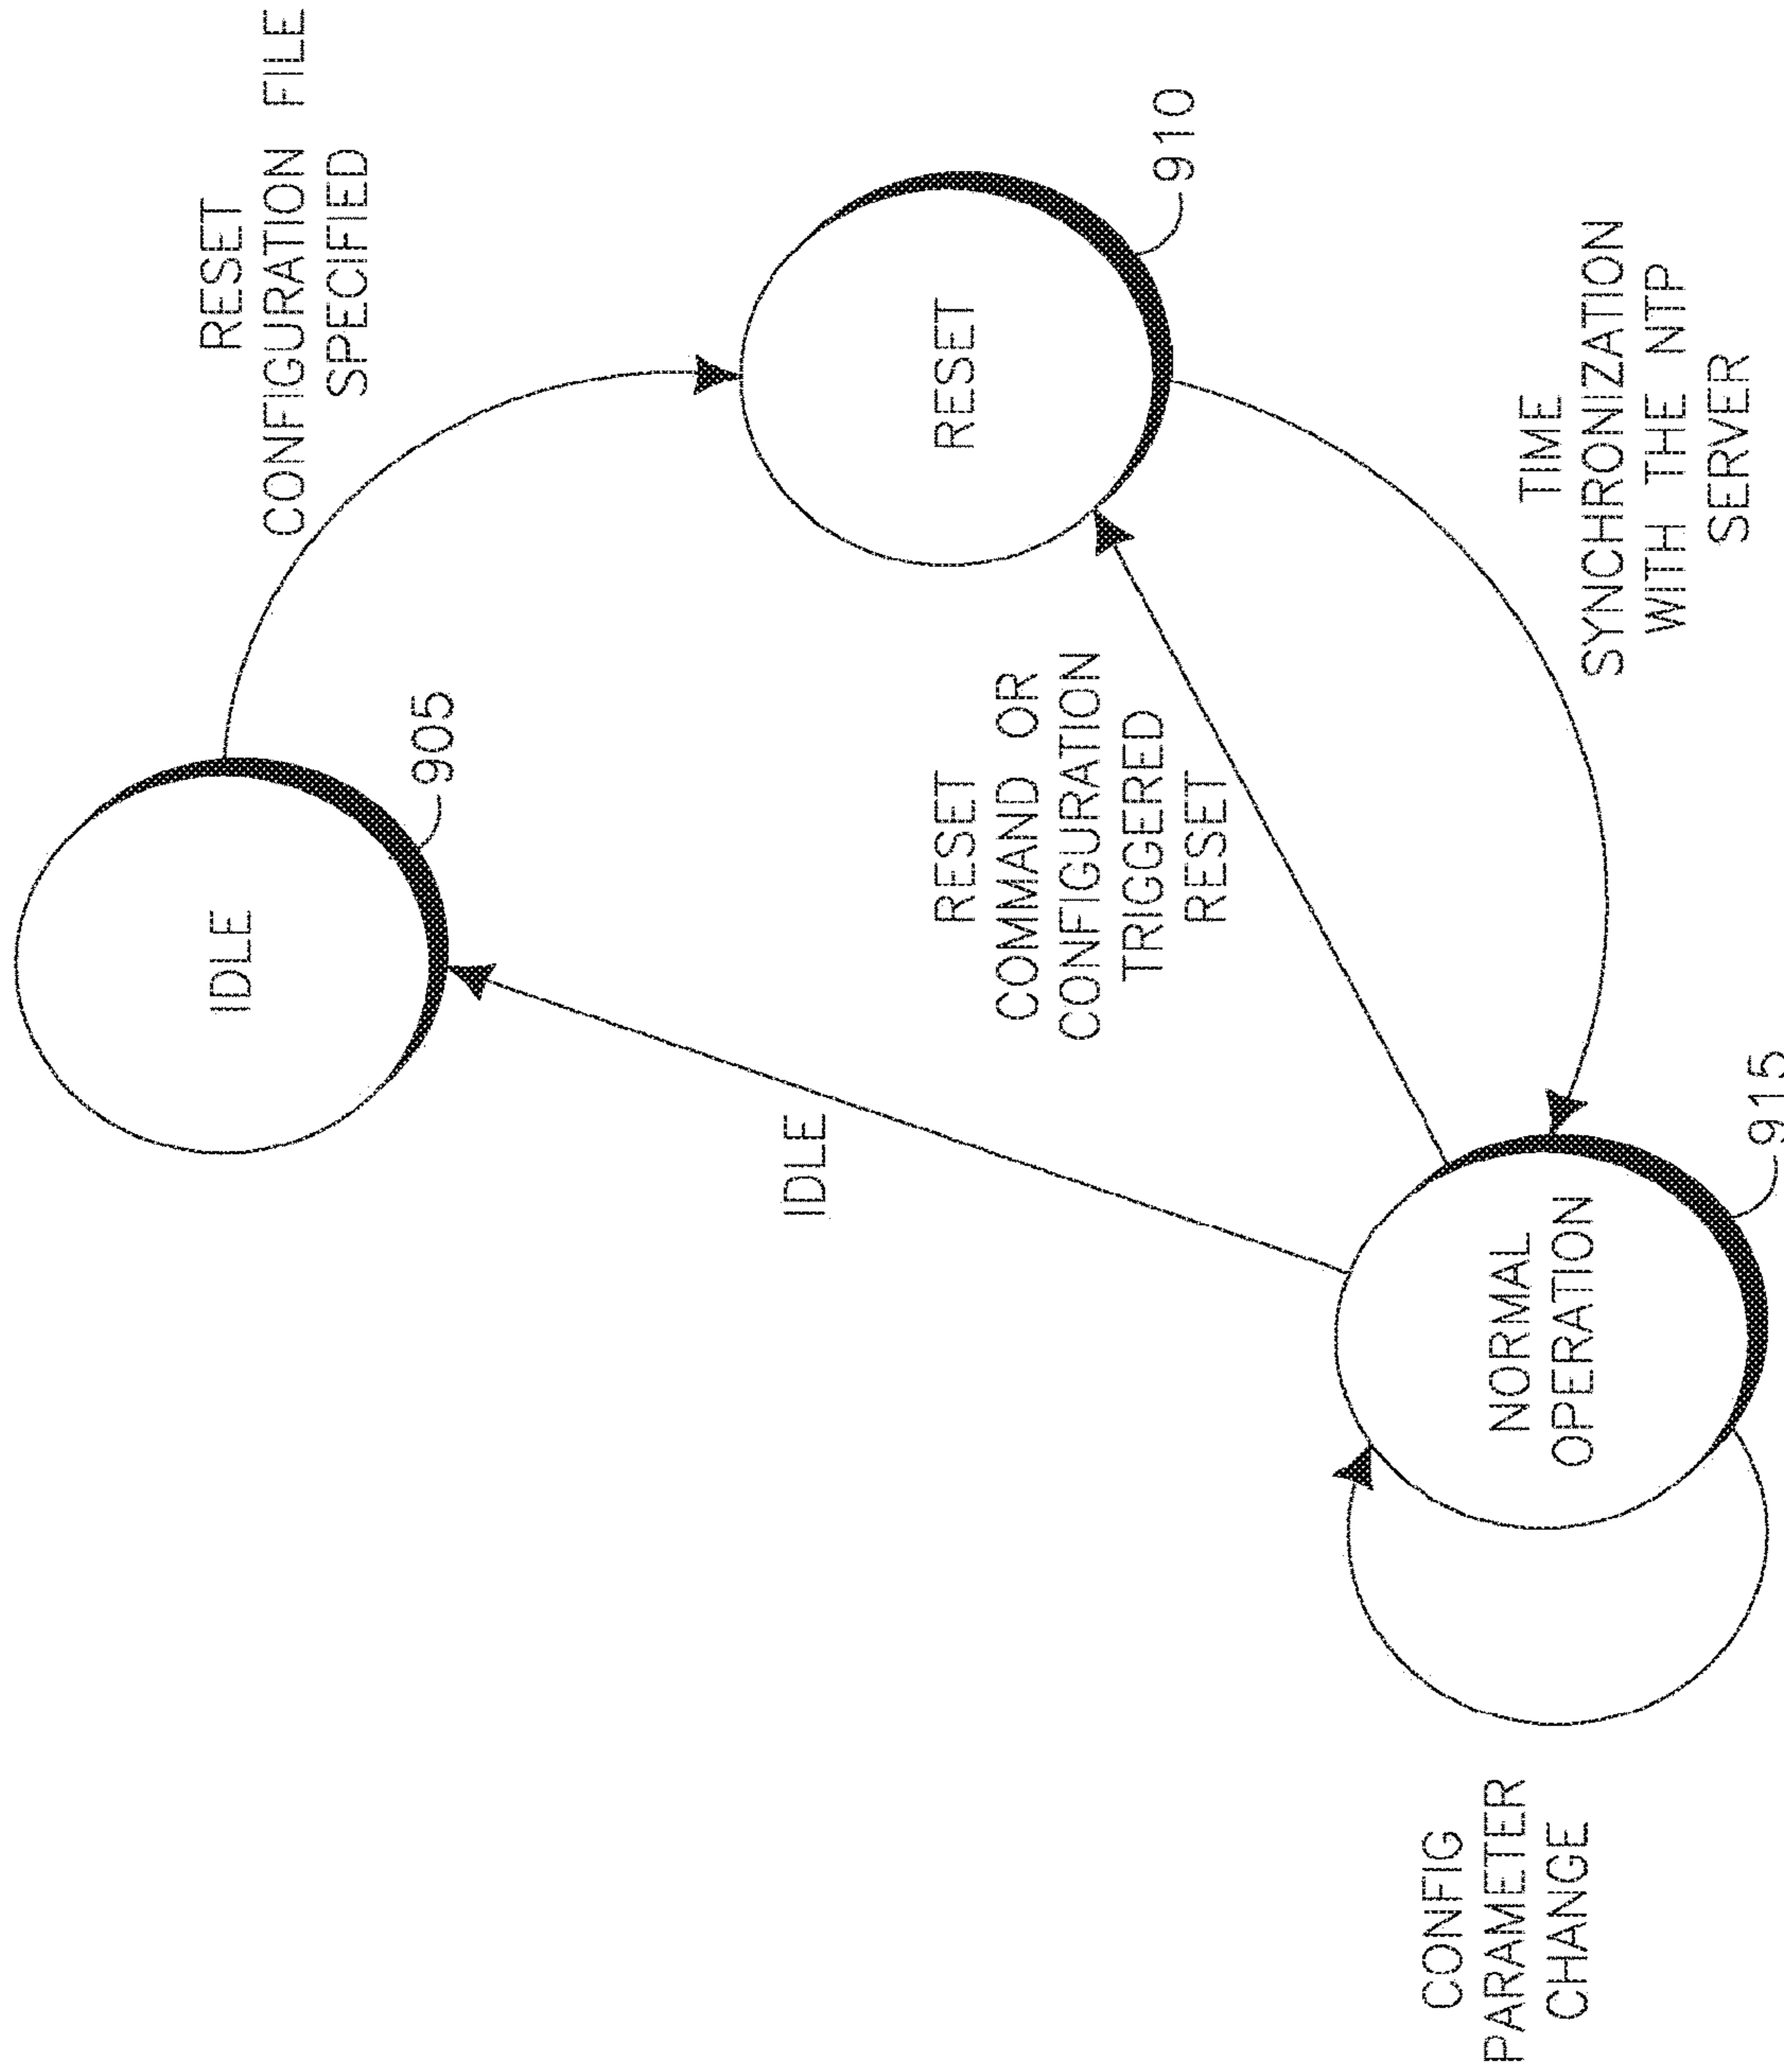 IDLE
905
RESET
CONFIGURATION FILE
SPECIFIED
RESET
910
IDLE
RESET
COMMAND OR
CONFIGURATION
TRIGGERED
RESET
TIME
SYNCHRONIZATION
WITH THE NTP
SERVER
NORMAL
OPERATION
915
CONFIG
PARAMETER
CHANGE